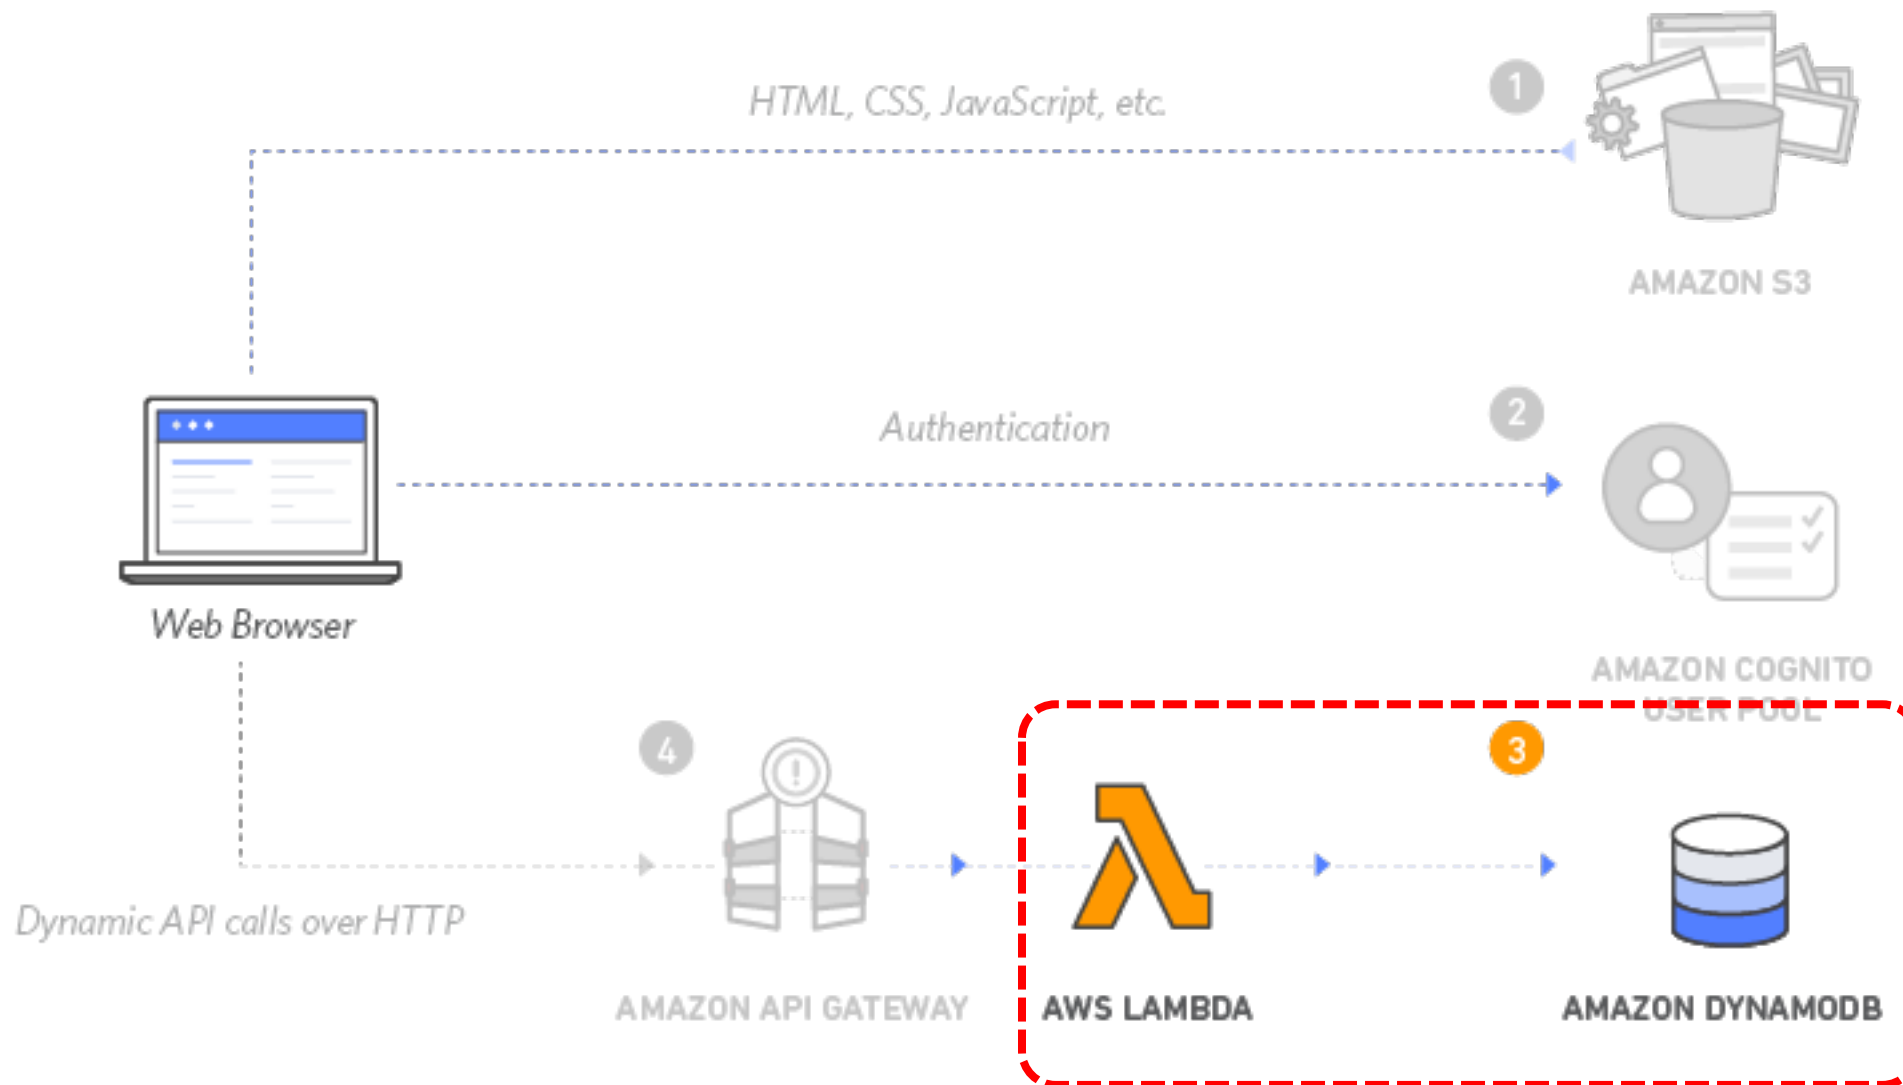 HTML, CSS, JavaScript, etc.
1
AMAZON S3
Authentication
2
Web Browser
AMAZON COGNITO
USER POOL
4
3
Dynamic API calls over HTTP
AMAZON API GATEWAY
AWS LAMBDA
AMAZON DYNAMODB